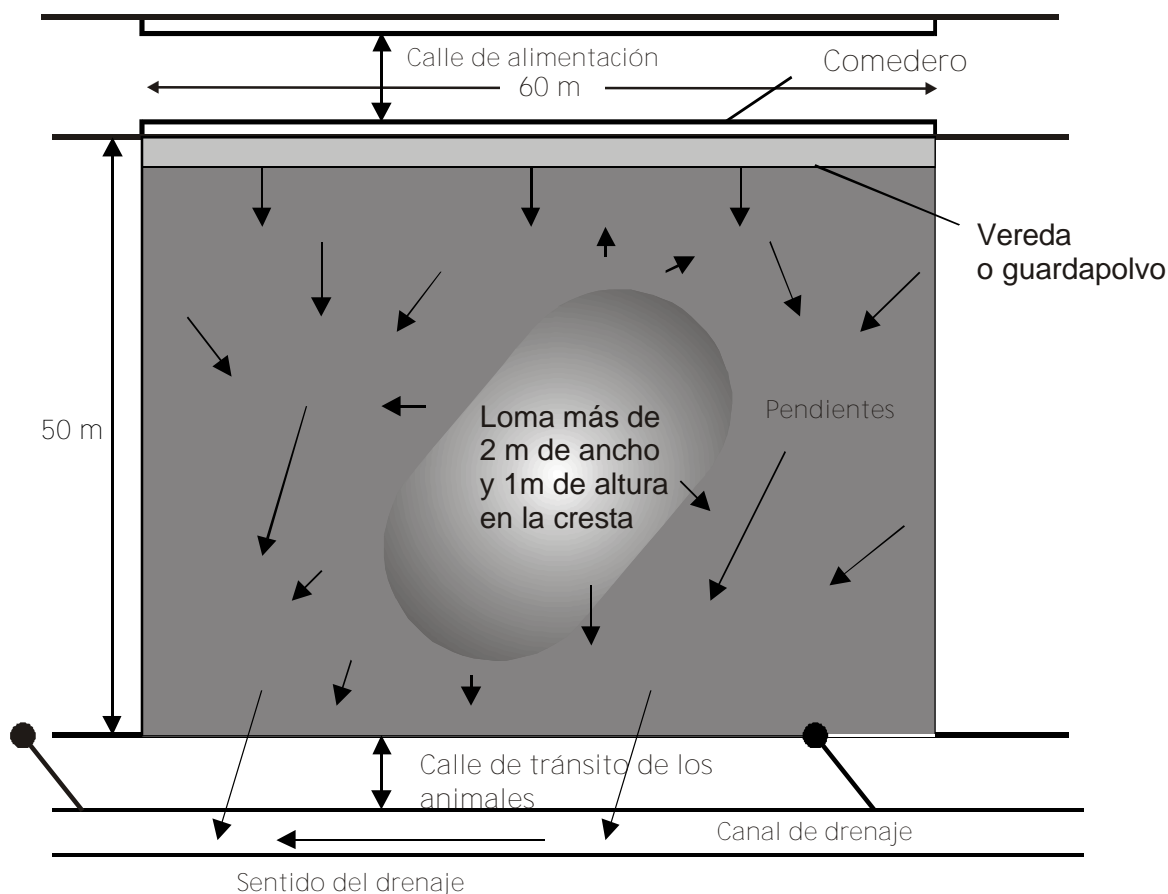 Calle de alimentación
Comedero
60 m
Vereda
o guardapolvo
50 m
Pendientes
Loma más de
2 m de ancho
y 1m de altura
en la cresta
Calle de tránsito de los
animales
Canal de drenaje
Sentido del drenaje